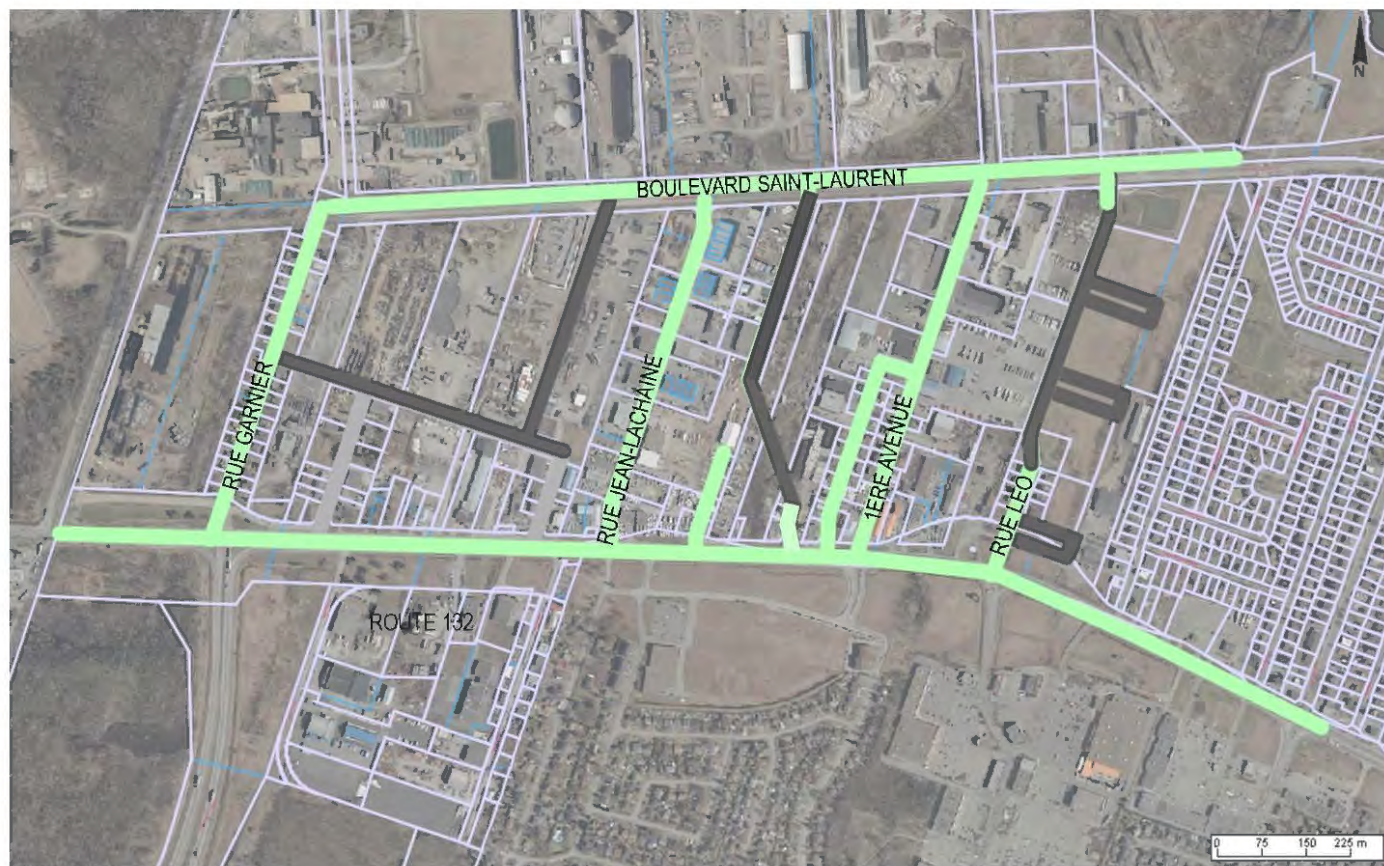 N
BOULEVARD SAINT-LAURENT
RUE GARNIER
RUE JEAN-LACHAINE
1ERE AVENUE
RUE LEO
ROUTE 132
0 75 150 225 m